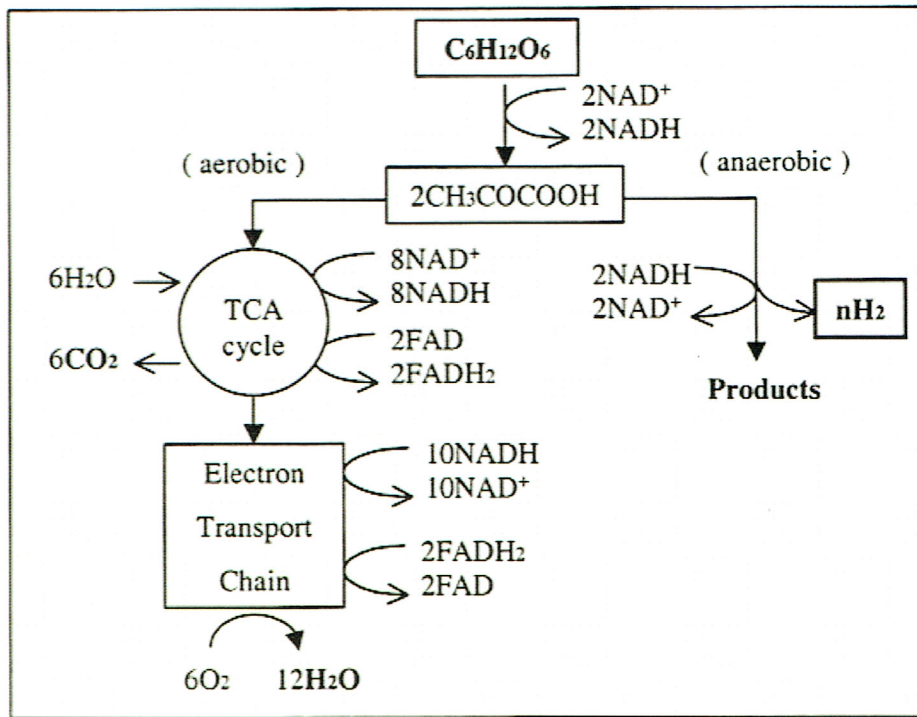 C₆H₁₂O₆
2NAD⁺
2NADH
( aerobic )
( anaerobic )
2CH₃COCOOH
6H₂O
6CO₂
TCA
cycle
8NAD⁺
8NADH
2FAD
2FADH₂
2NADH
2NAD⁺
nH₂
Products
Electron
Transport
Chain
10NADH
10NAD⁺
2FADH₂
2FAD
6O₂
12H₂O